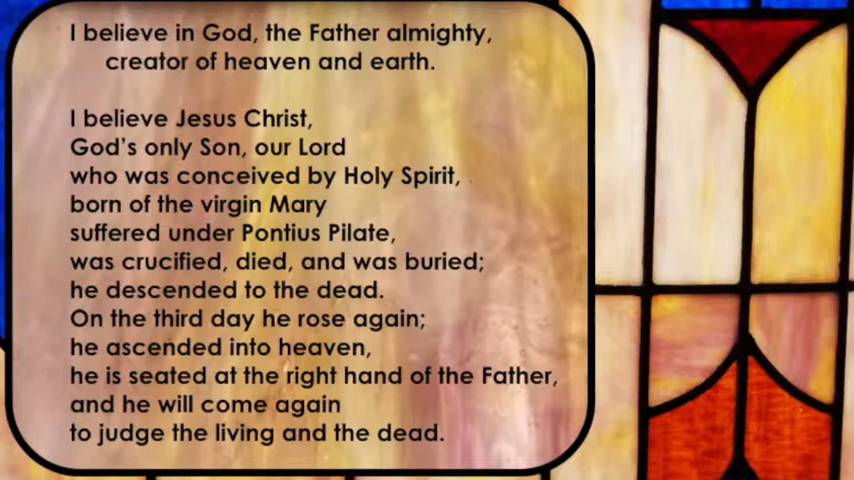 I believe in God, the Father almighty,
creator of heaven and earth.
I believe Jesus Christ,
God's only Son, our Lord
who was conceived by Holy Spirit,
born of the virgin Mary
suffered under Pontius Pilate,
was crucified, died, and was buried;
he descended to the dead.
On the third day he rose again;
he ascended into heaven,
he is seated at the right hand of the Father,
and he will come again
to judge the living and the dead.